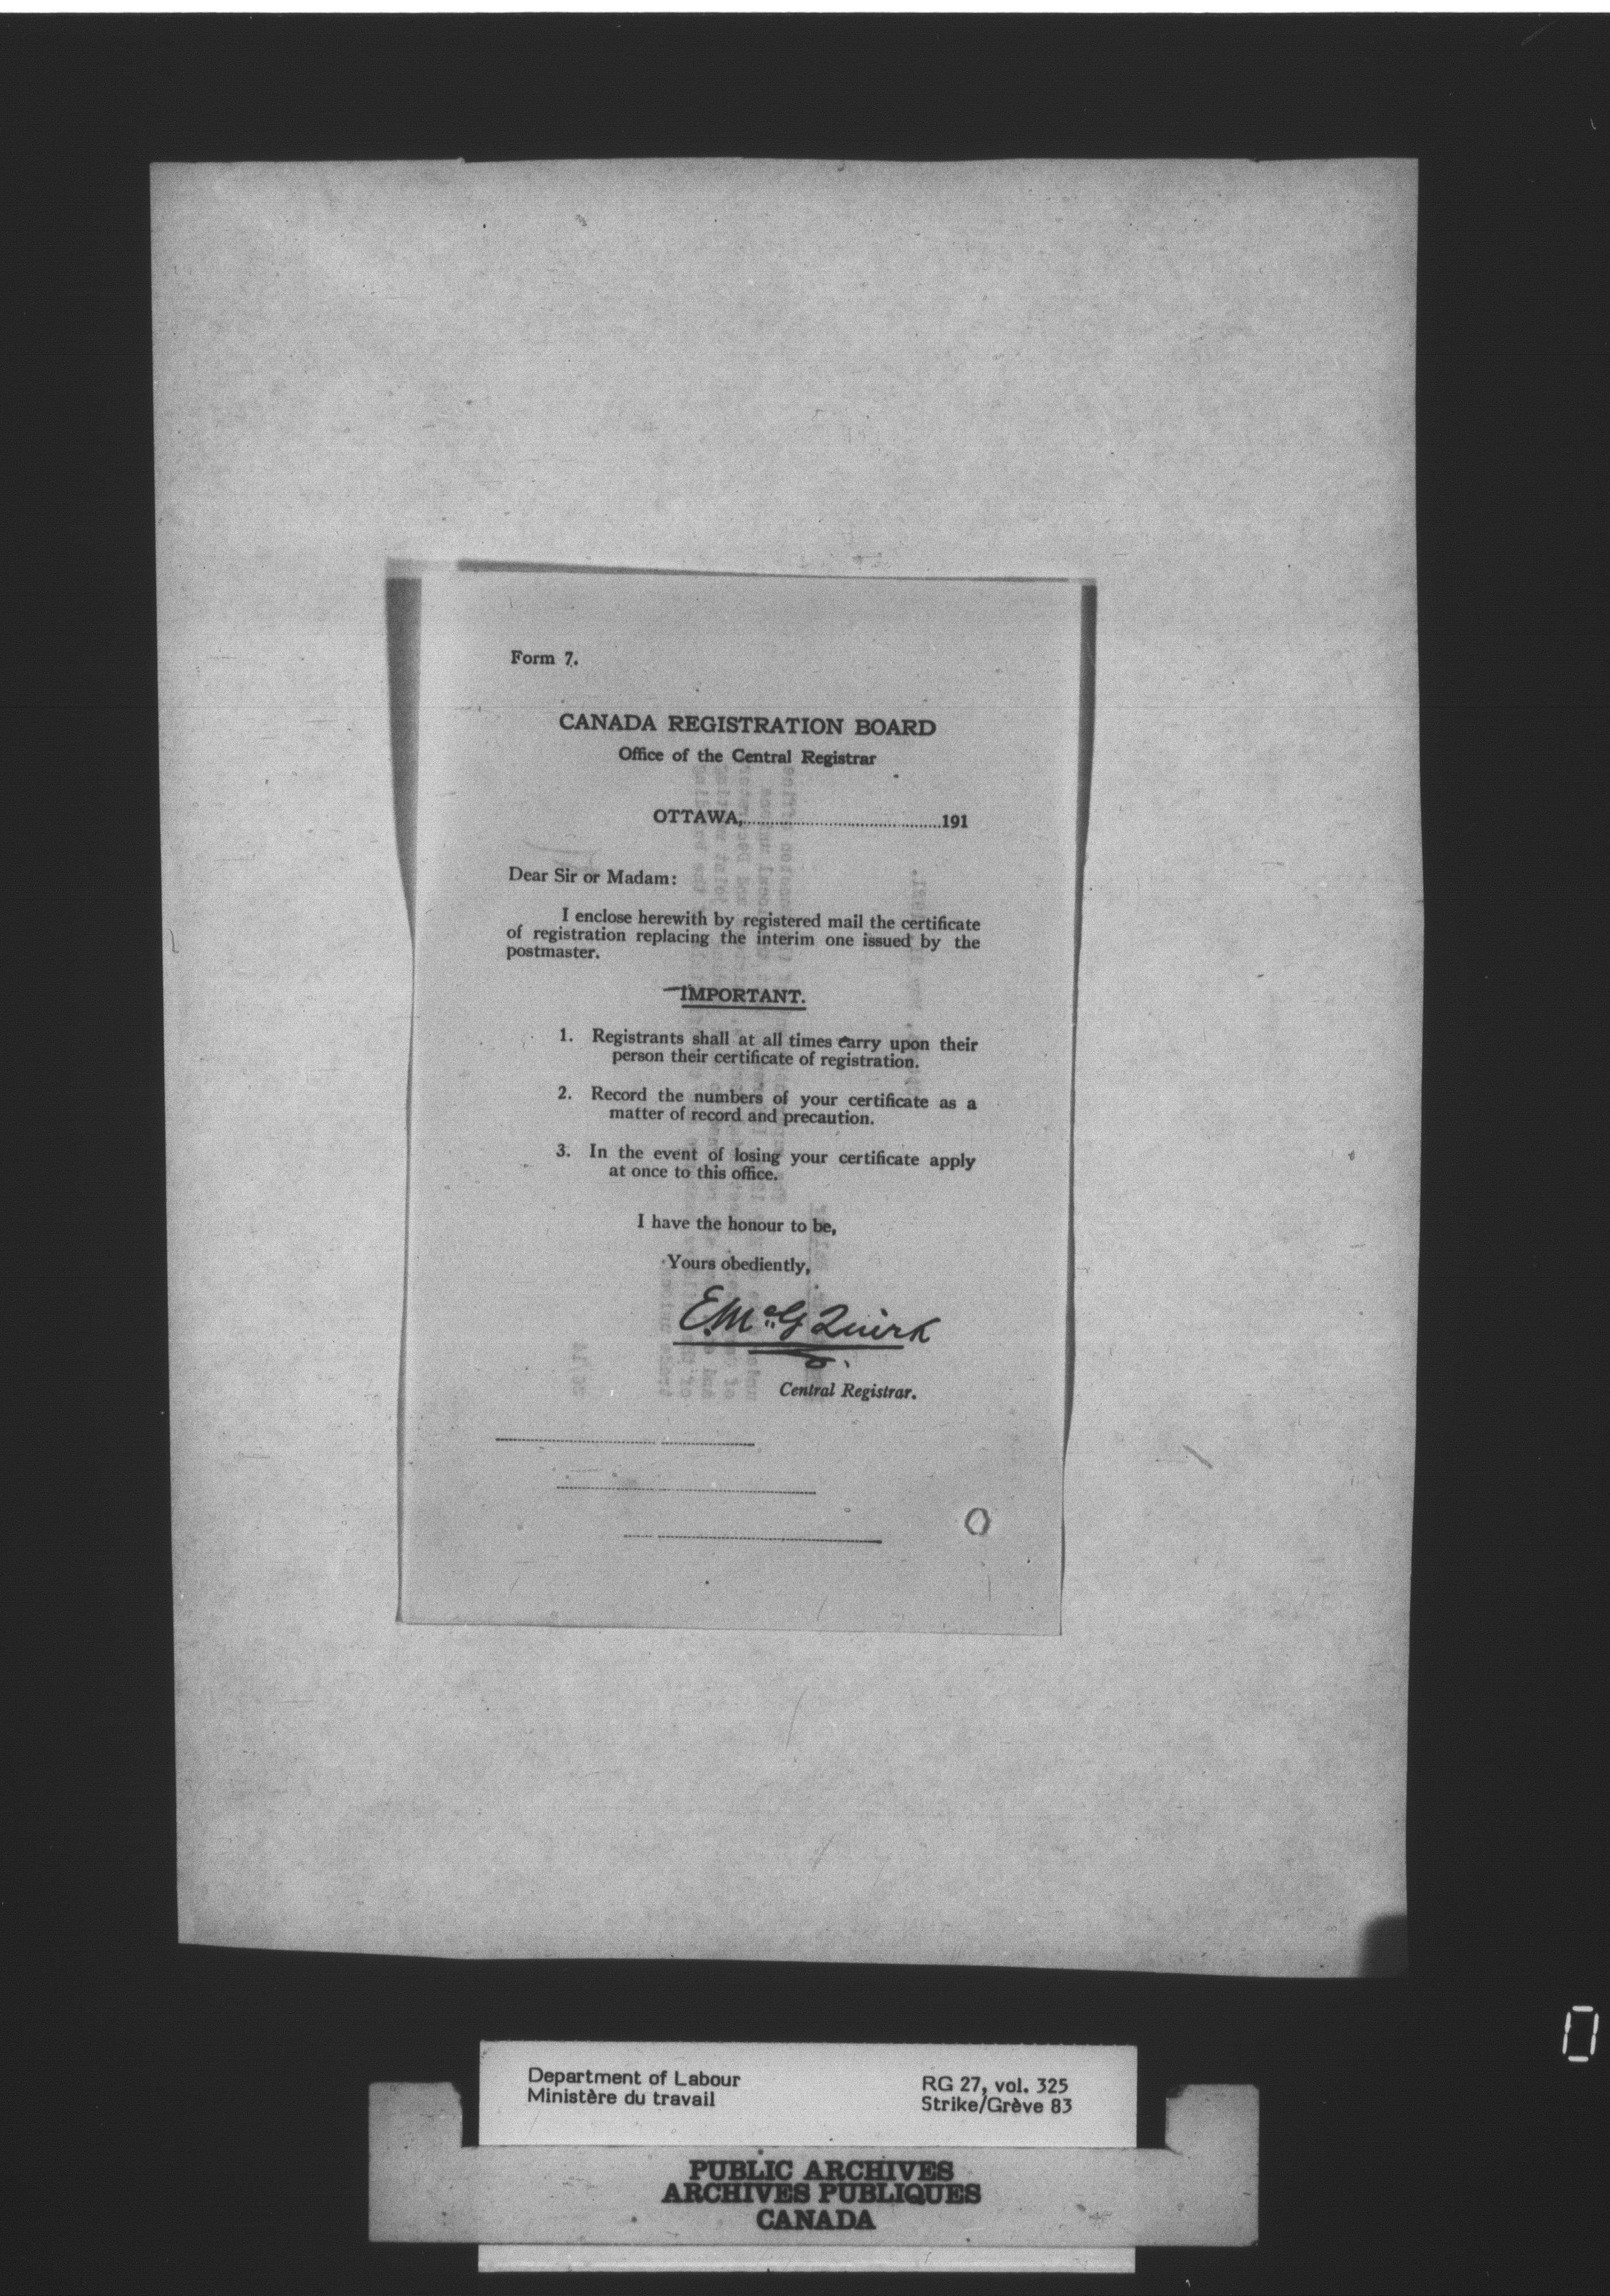 Form 7.
CANADA REGISTRATION BOARD
Office of the Central Registrar
OTTAWA,..............................................191
Dear Sir or Madam:
I enclose herewith by registered mail the certificate
of registration replacing the interim one issued by the
postmaster.
IMPORTANT.
1. Registrants shall at all times carry upon their
person their certificate of registration.
2. Record the numbers of your certificate as a
matter of record and precaution.
3. In the event of losing your certificate apply
at once to this office.
I have the honour to be,
Yours obediently,
E. McG Quirk
Central Registrar.
Department of Labour
Ministère du travail
RG 27, vol. 325
Strike/Grève 83
PUBLIC ARCHIVES
ARCHIVES PUBLIQUES
CANADA